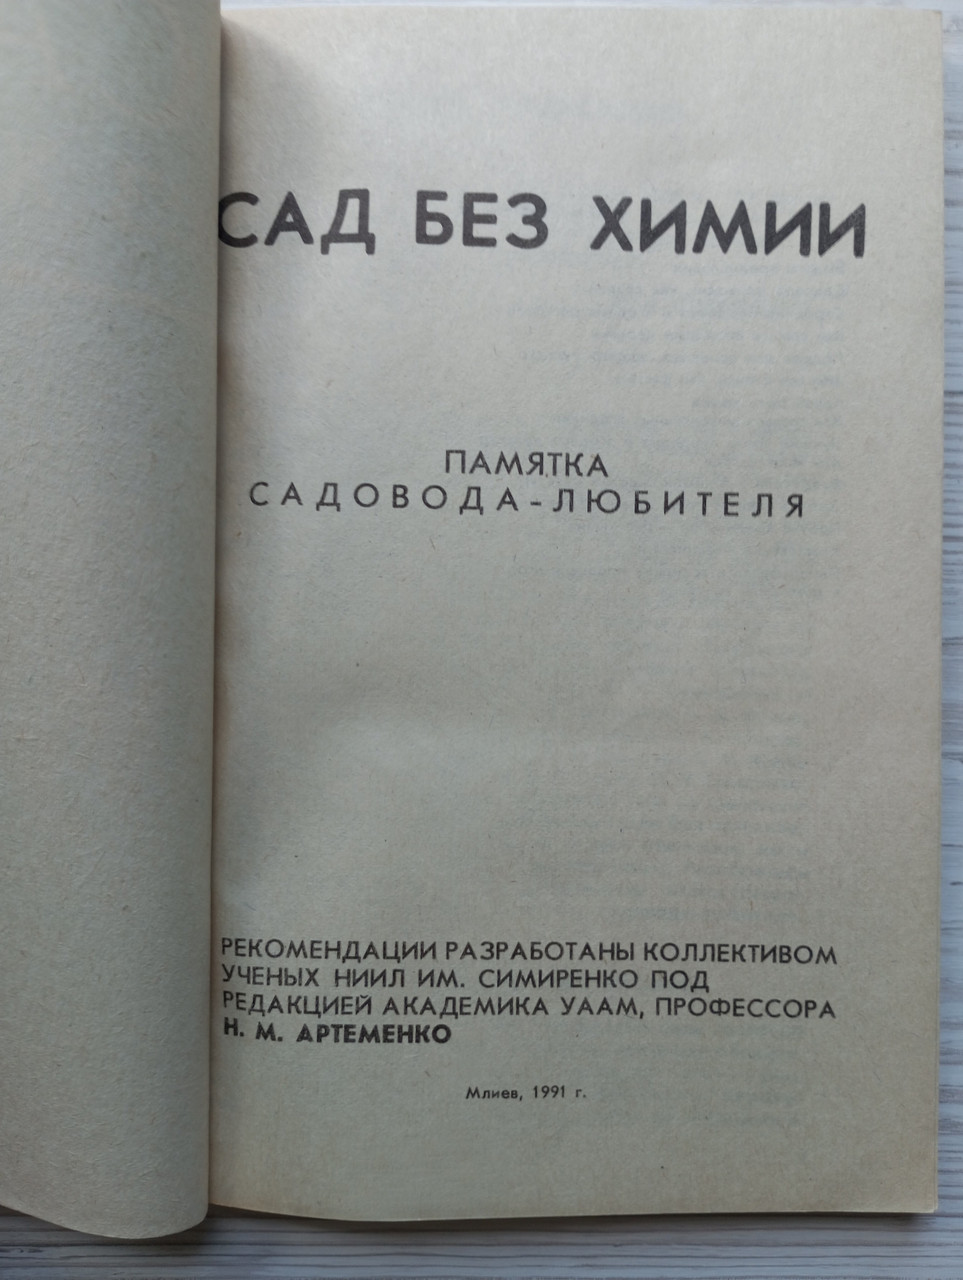 САД БЕЗ ХИМИИ
ПАМЯТКА
САДОВОДА-ЛЮБИТЕЛЯ
РЕКОМЕНДАЦИИ РАЗРАБОТАНЫ КОЛЛЕКТИВОМ
УЧЕНЫХ НИИЛ ИМ. СИМИРЕНКО ПОД
РЕДАКЦИЕЙ АКАДЕМИКА УААМ, ПРОФЕССОРА
Н. М. АРТЕМЕНКО
Млиев, 1991 г.